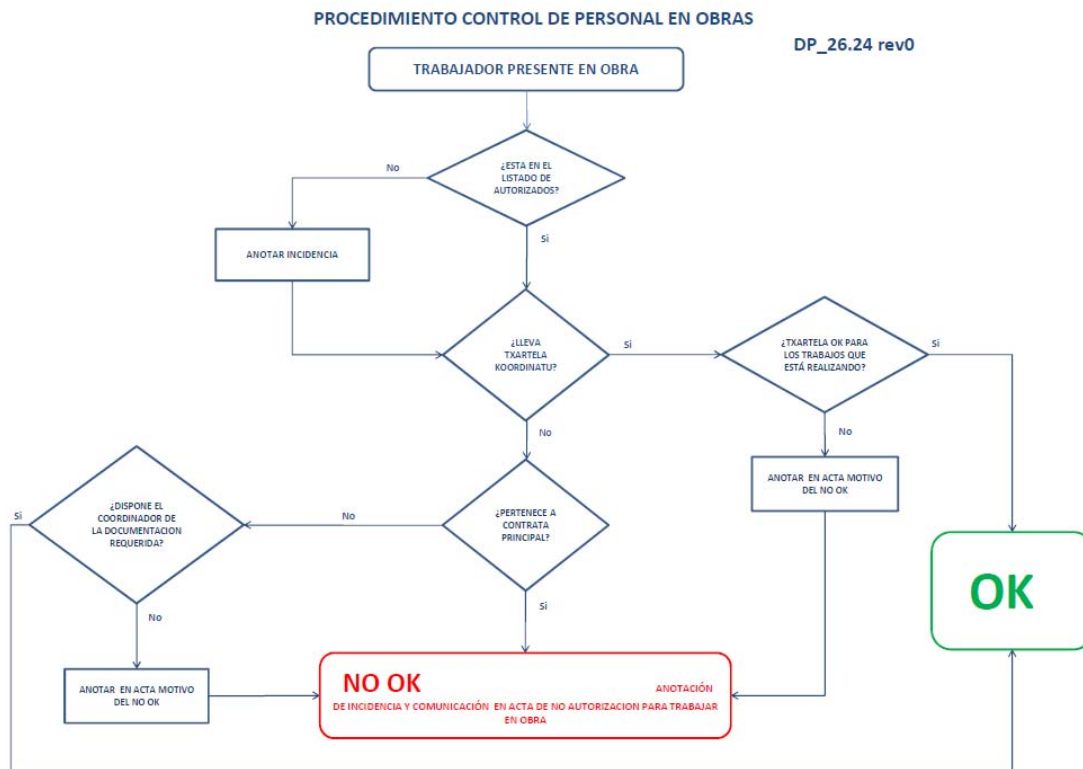 PROCEDIMIENTO CONTROL DE PERSONAL EN OBRAS
DP_26.24 rev0
TRABAJADOR PRESENTE EN OBRA
¿ESTA EN EL
LISTADO DE
AUTORIZADOS?
No
Si
ANOTAR INCIDENCIA
¿LLEVA
TXARTELA
KOORDINATU?
Si
¿TXARTELA OK PARA
LOS TRABAJOS QUE
ESTÁ REALIZANDO?
Si
No
No
ANOTAR EN ACTA MOTIVO
DEL NO OK
¿PERTENECE A
CONTRATA
PRINCIPAL?
No
Si
¿DISPONE EL
COORDINADOR DE
LA DOCUMENTACION
REQUERIDA?
Si
No
ANOTAR EN ACTA MOTIVO
DEL NO OK
NO OK ANOTACIÓN
DE INCIDENCIA Y COMUNICACIÓN EN ACTA DE NO AUTORIZACION PARA TRABAJAR
EN OBRA
OK